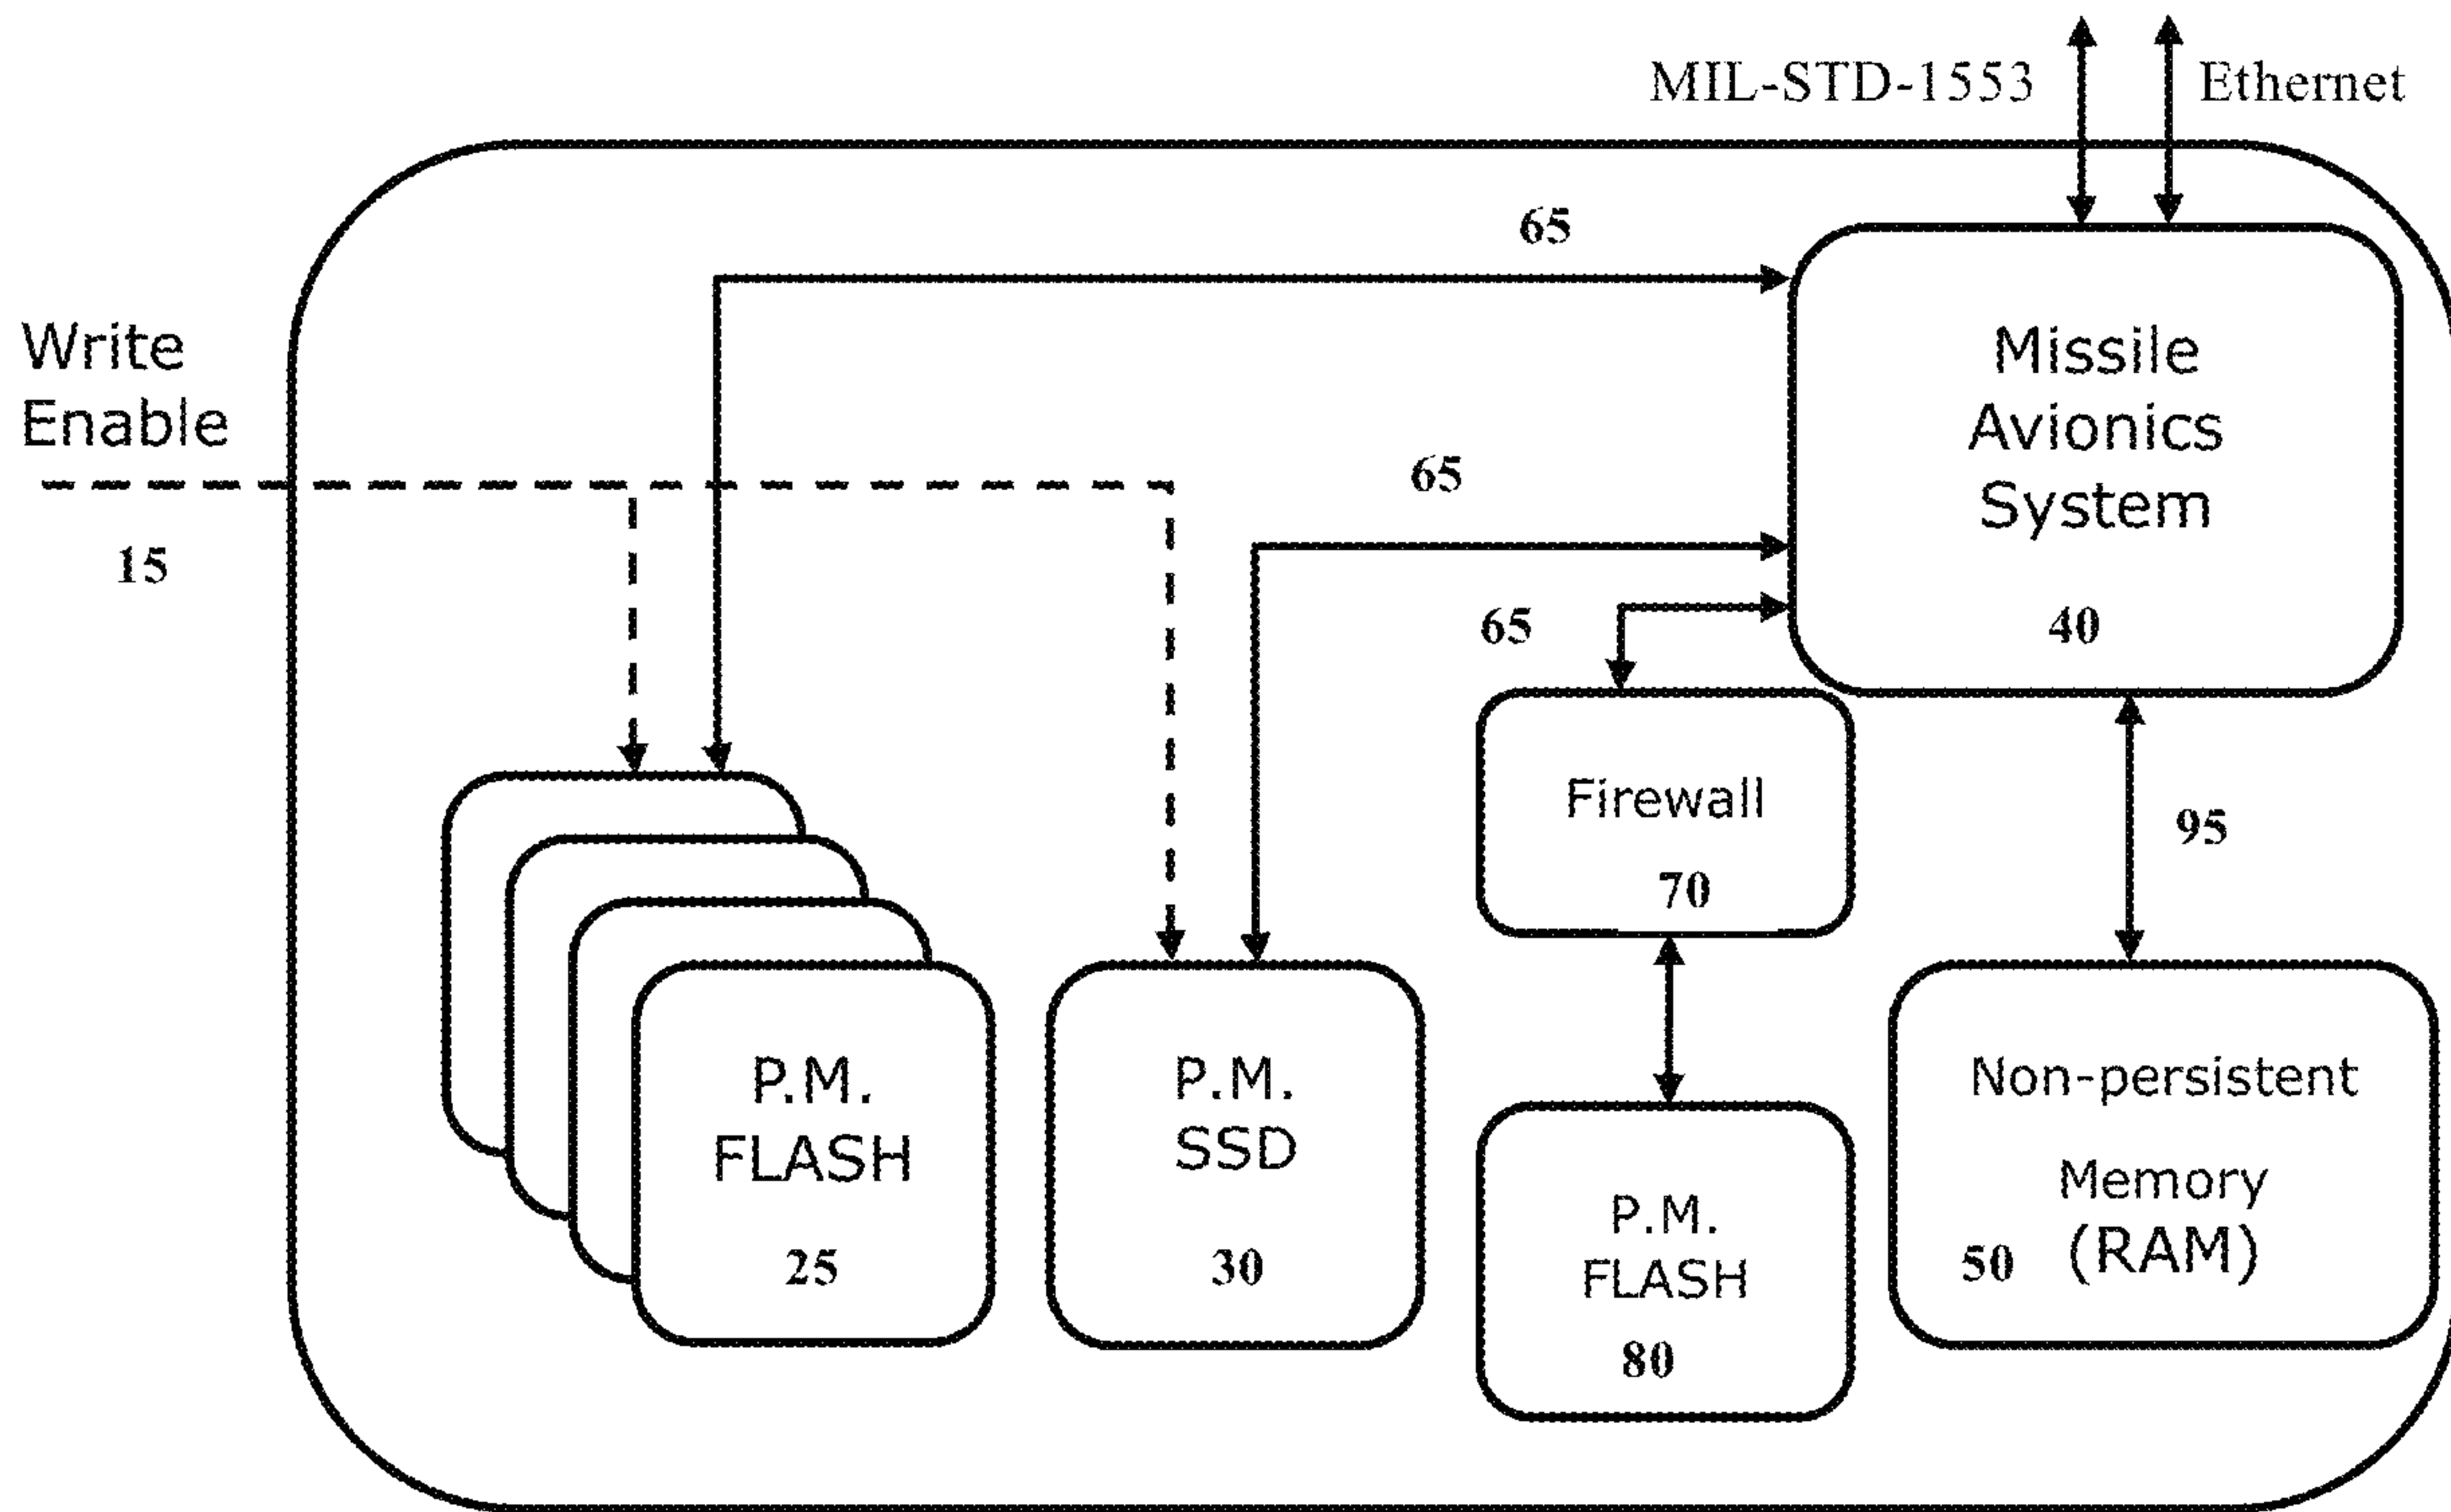 MIL-STD-1553
Ethernet
65
Write
Enable
15
65
65
Missile
Avionics
System
40
Firewall
70
95
P.M.
FLASH
25
P.M.
SSD
30
P.M.
FLASH
80
Non-persistent
Memory
50 (RAM)